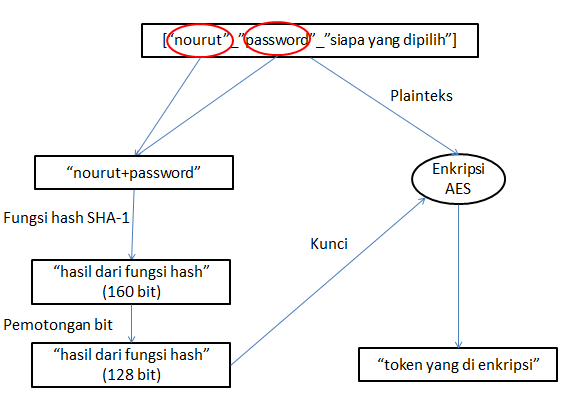 [“nourut”_”password”_”siapa yang dipilih”]
Plainteks
“nourut+password”
Enkripsi
AES
Fungsi hash SHA-1
Kunci
“hasil dari fungsi hash”
(160 bit)
Pemotongan bit
“hasil dari fungsi hash”
(128 bit)
“token yang di enkripsi”